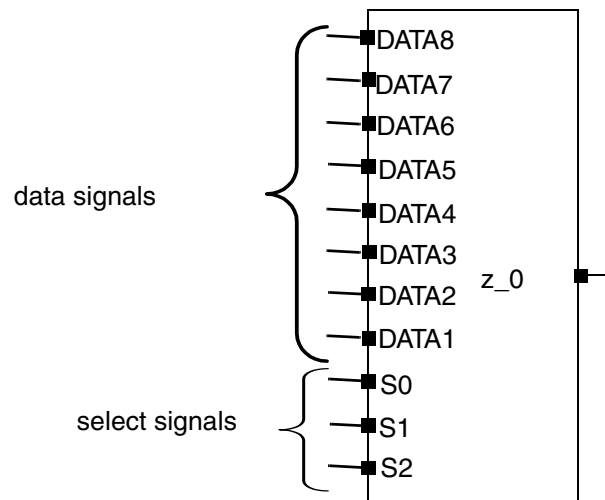 DATA8
DATA7
DATA6
DATA5
data signals
DATA4
DATA3
z_0
DATA2
DATA1
S0
select signals
S1
S2